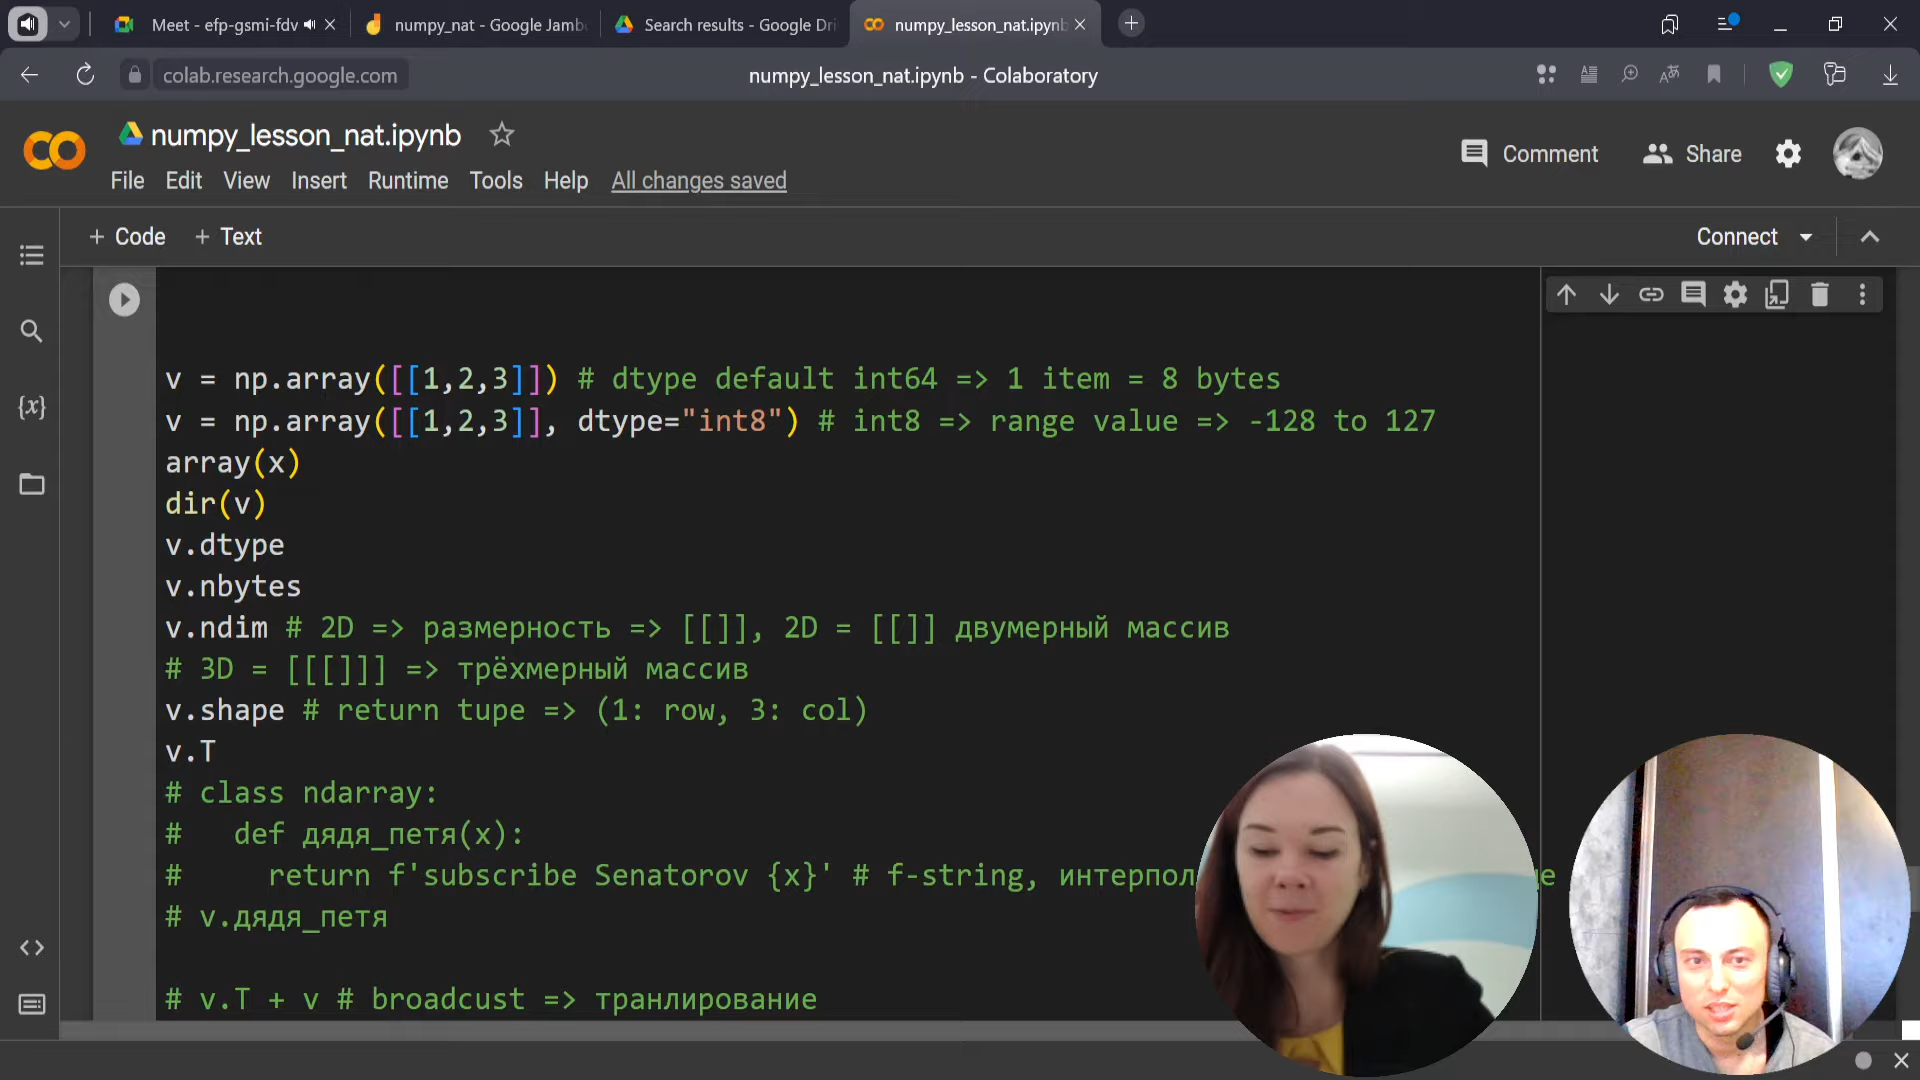 Meet - efp-gsmi-fdv
numpy_nat - Google Jamb
Search results - Google Dri
numpy_lesson_nat.ipynb
colab.research.google.com
numpy_lesson_nat.ipynb - Colaboratory
numpy_lesson_nat.ipynb
Comment
Share
File Edit View Insert Runtime Tools Help All changes saved
+ Code + Text
Connect
v = np.array([[1,2,3]]) # dtype default int64 => 1 item = 8 bytes
v = np.array([[1,2,3]], dtype="int8") # int8 => range value => -128 to 127
array(x)
dir(v)
v.dtype
v.nbytes
v.ndim # 2D => размерность => [[]], 2D = [[]] двумерный массив
# 3D = [[[]]] => трёхмерный массив
v.shape # return tupe => (1: row, 3: col)
v.T
# class ndarray:
#   def дядя_петя(x):
#     return f'subscribe Senatorov {x}' # f-string, интерпол
# v.дядя_петя
# v.T + v # broadcust => транлирование